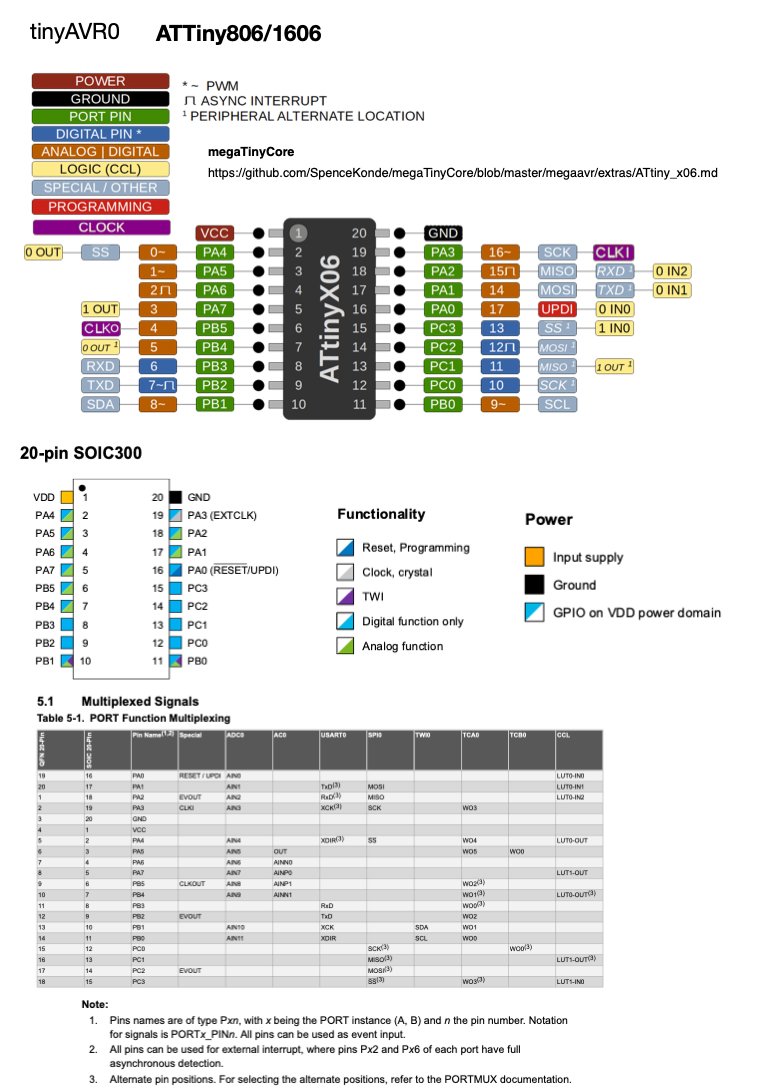 tinyAVR0 ATTiny806/1606
POWER
GROUND
PORT PIN
DIGITAL PIN *
ANALOG | DIGITAL
LOGIC (CCL)
SPECIAL / OTHER
PROGRAMMING
CLOCK
* ~ PWM
ASYNC INTERRUPT
¹ PERIPHERAL ALTERNATE LOCATION
megaTinyCore
https://github.com/SpenceKonde/megaTinyCore/blob/master/megaavr/extras/ATtiny_x06.md
VCC 1 20 GND
0 OUT SS 0~ PA4 2 19 PA3 16~ SCK CLKI
1~ PA5 3 18 PA2 15 MISO RXD ¹ 0 IN2
2 PA6 4 17 PA1 14 MOSI TXD ¹ 0 IN1
1 OUT 3 PA7 5 16 PA0 17 UPDI 0 IN0
CLKO 4 PB5 6 15 PC3 13 SS ¹ 1 IN0
0 OUT ¹ 5 PB4 7 14 PC2 12 MOSI ¹
RXD 6 PB3 8 13 PC1 11 MISO ¹ 1 OUT ¹
TXD 7~ PB2 9 12 PC0 10 SCK ¹
SDA 8~ PB1 10 11 PB0 9~ SCL
ATtinyX06
20-pin SOIC300
VDD 1 20 GND
PA4 2 19 PA3 (EXTCLK)
PA5 3 18 PA2
PA6 4 17 PA1
PA7 5 16 PA0 (RESET/UPDI)
PB5 6 15 PC3
PB4 7 14 PC2
PB3 8 13 PC1
PB2 9 12 PC0
PB1 10 11 PB0
Functionality
Reset, Programming
Clock, crystal
TWI
Digital function only
Analog function
Power
Input supply
Ground
GPIO on VDD power domain
5.1 Multiplexed Signals
Table 5-1. PORT Function Multiplexing
QFN 20-Pin SOIC 20-Pin Pin Name(1,2) Special ADC0 AC0 USART0 SPI0 TWI0 TCA0 TCB0 CCL
19 16 PA0 RESET / UPDI AIN0 LUT0-IN0
20 17 PA1 AIN1 TxD(3) MOSI LUT0-IN1
1 18 PA2 EVOUT AIN2 RxD(3) MISO LUT0-IN2
2 19 PA3 CLKI AIN3 XCK(3) SCK WO3
3 20 GND
4 1 VCC
5 2 PA4 AIN4 XDIR(3) SS WO4 LUT0-OUT
6 3 PA5 AIN5 OUT WO5 WO0
7 4 PA6 AIN6 AINN0
8 5 PA7 AIN7 AINP0 LUT1-OUT
9 6 PB5 CLKOUT AIN8 AINP1 WO2(3)
10 7 PB4 AIN9 AINN1 WO1(3) LUT0-OUT(3)
11 8 PB3 RxD WO0(3)
12 9 PB2 EVOUT TxD WO2
13 10 PB1 AIN10 XCK SDA WO1
14 11 PB0 AIN11 XDIR SCL WO0
15 12 PC0 SCK(3) WO0(3)
16 13 PC1 MISO(3) LUT1-OUT(3)
17 14 PC2 EVOUT MOSI(3)
18 15 PC3 SS(3) WO3(3) LUT1-IN0
Note:
1. Pins names are of type Pxn, with x being the PORT instance (A, B) and n the pin number. Notation
for signals is PORTx_PINn. All pins can be used as event input.
2. All pins can be used for external interrupt, where pins Px2 and Px6 of each port have full
asynchronous detection.
3. Alternate pin positions. For selecting the alternate positions, refer to the PORTMUX documentation.